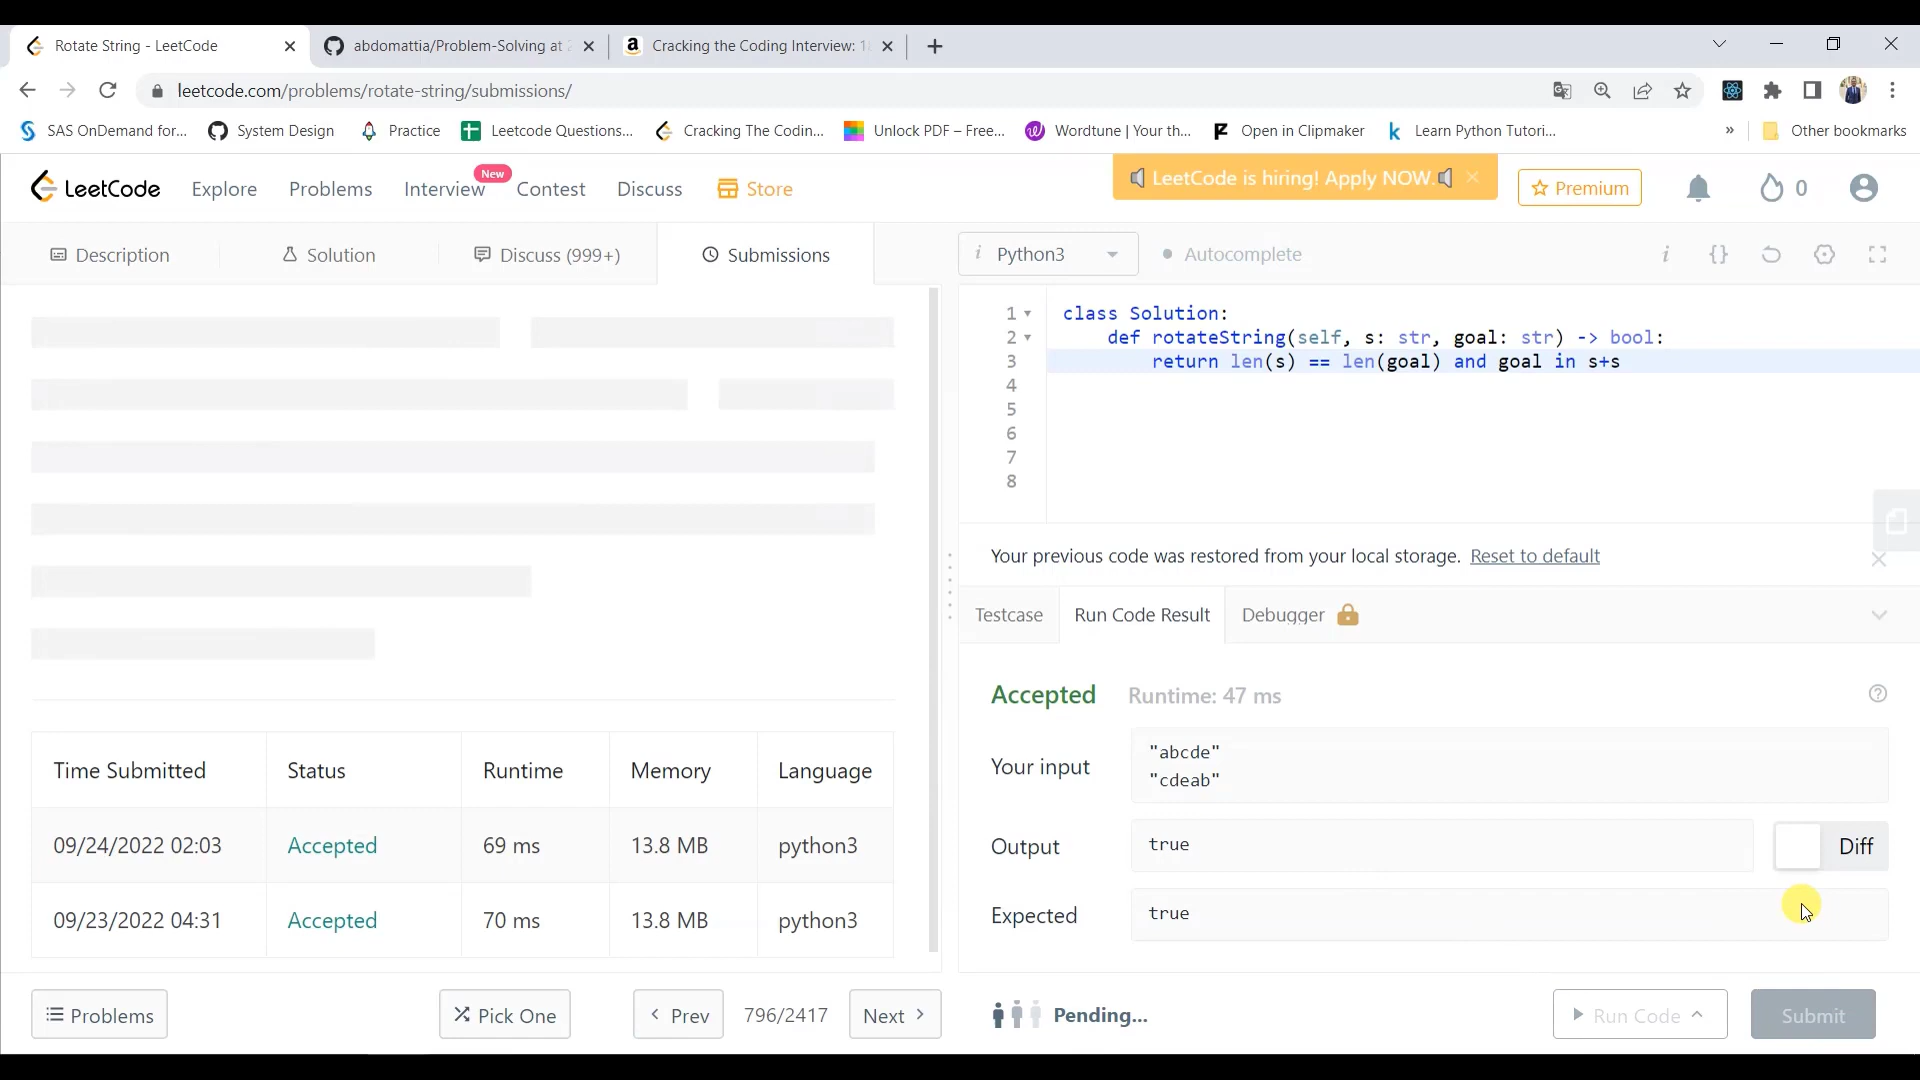 Rotate String - LeetCode
abdomattia/Problem-Solving at
Cracking the Coding Interview: 1
leetcode.com/problems/rotate-string/submissions/
SAS OnDemand for...
System Design
Practice
Leetcode Questions...
Cracking The Codin...
Unlock PDF – Free...
Wordtune | Your th...
Open in Clipmaker
Learn Python Tutori...
»
Other bookmarks
LeetCode
Explore
Problems
Interview
New
Contest
Discuss
Store
LeetCode is hiring! Apply NOW.
Premium
0
Description
Solution
Discuss (999+)
Submissions
i Python3
Autocomplete
i {}
1 class Solution:
2 def rotateString(self, s: str, goal: str) -> bool:
3 return len(s) == len(goal) and goal in s+s
4
5
6
7
8
Your previous code was restored from your local storage. Reset to default
Testcase
Run Code Result
Debugger
Accepted
Runtime: 47 ms
Your input
"abcde"
"cdeab"
Output
true
Diff
Expected
true
Time Submitted Status Runtime Memory Language
09/24/2022 02:03 Accepted 69 ms 13.8 MB python3
09/23/2022 04:31 Accepted 70 ms 13.8 MB python3
Problems
Pick One
Prev
796/2417
Next
Pending...
Run Code
Submit